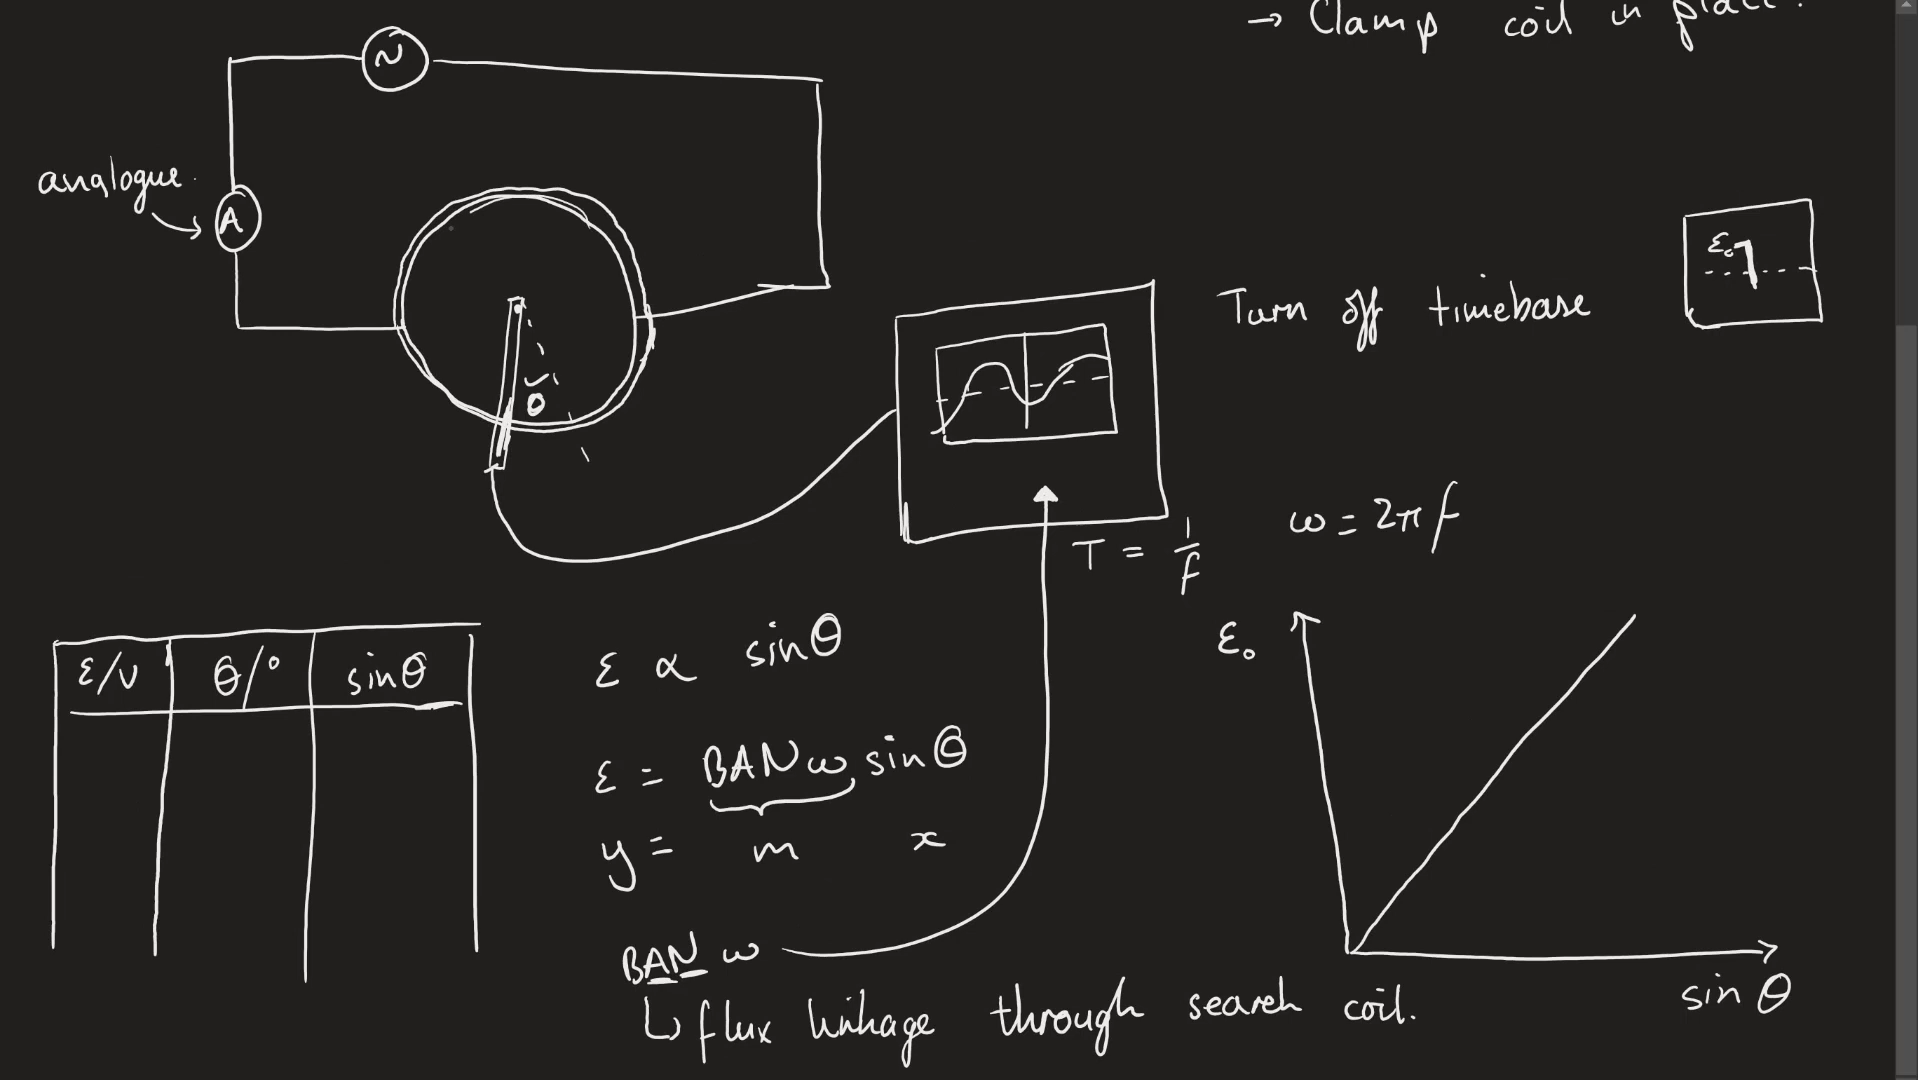 → Clamp coil in place.
N
analogue
A
ε₀
Turn off timebase
θ
T = 1/f
ω = 2πf
ε/V θ/° sinθ
ε ∝ sinθ
ε = BANω sinθ
y = m x
BANω
↳ flux linkage through search coil.
ε₀
sin θ